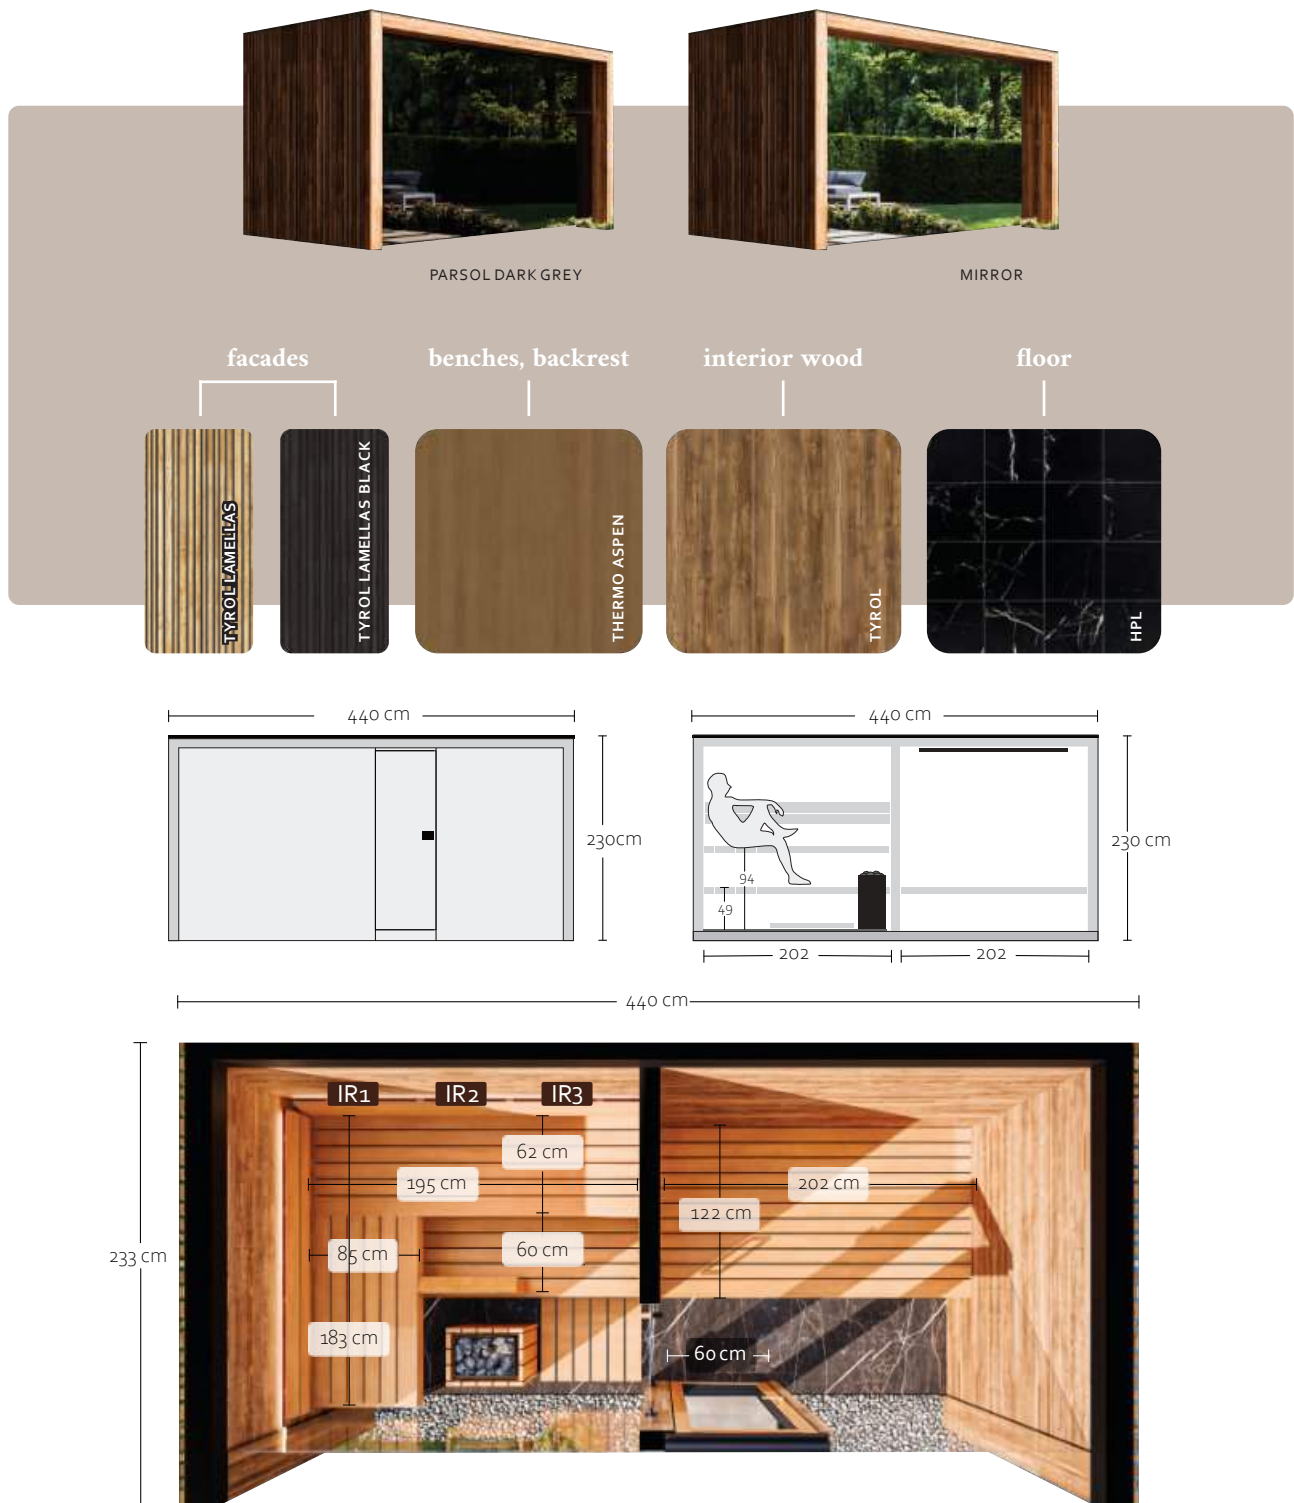 PARSOL DARK GREY
MIRROR
facades
benches, backrest
interior wood
floor
TYROL LAMELLAS
TYROL LAMELLAS BLACK
THERMO ASPEN
TYROL
HPL
440 cm
440 cm
230cm
230 cm
94
49
202
202
440 cm
IR1
IR2
IR3
62 cm
195 cm
202 cm
122 cm
233 cm
85 cm
60 cm
183 cm
60 cm